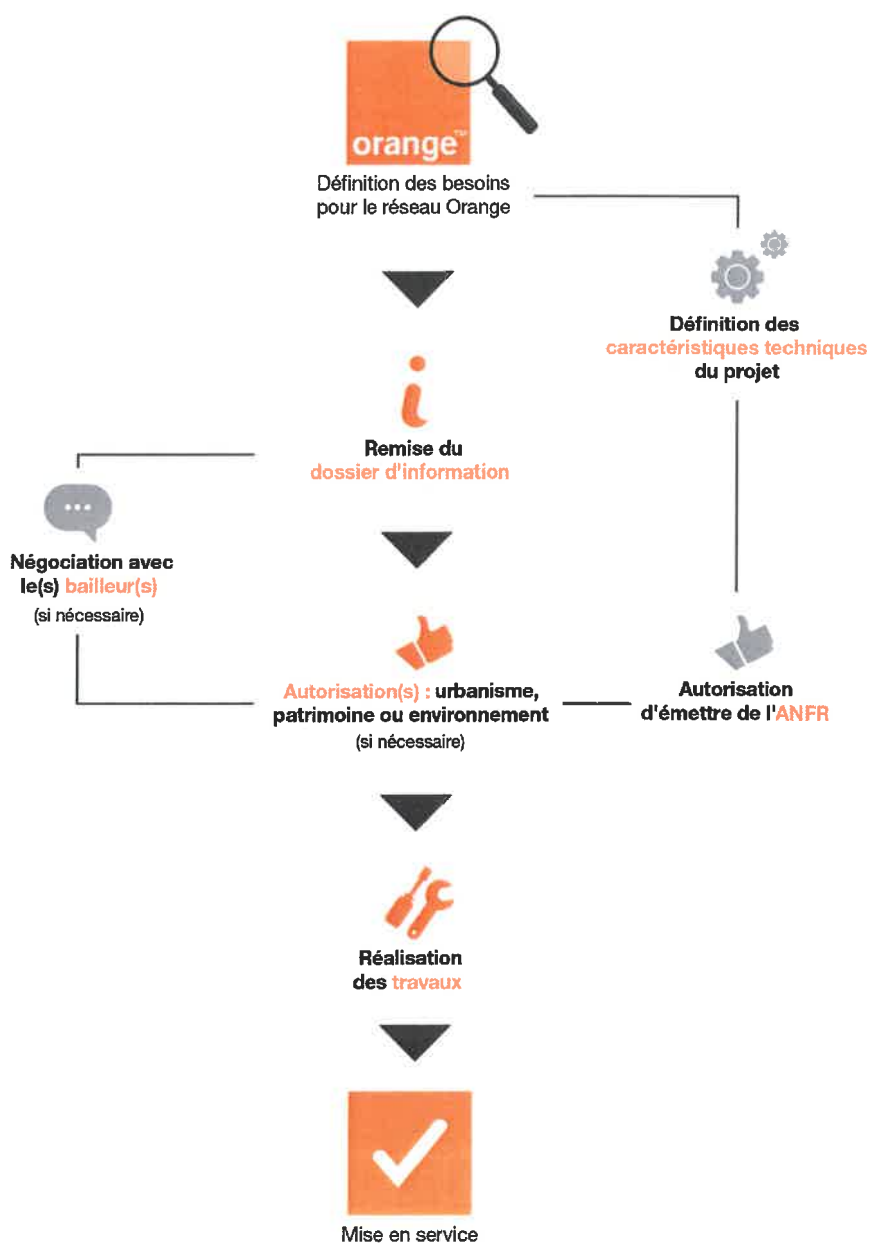 orange™
Définition des besoins
pour le réseau Orange
Définition des
caractéristiques techniques
du projet
Remise du
dossier d'information
Négociation avec
le(s) bailleur(s)
(si nécessaire)
Autorisation(s) : urbanisme,
patrimoine ou environnement
(si nécessaire)
Autorisation
d'émettre de l'ANFR
Réalisation
des travaux
Mise en service